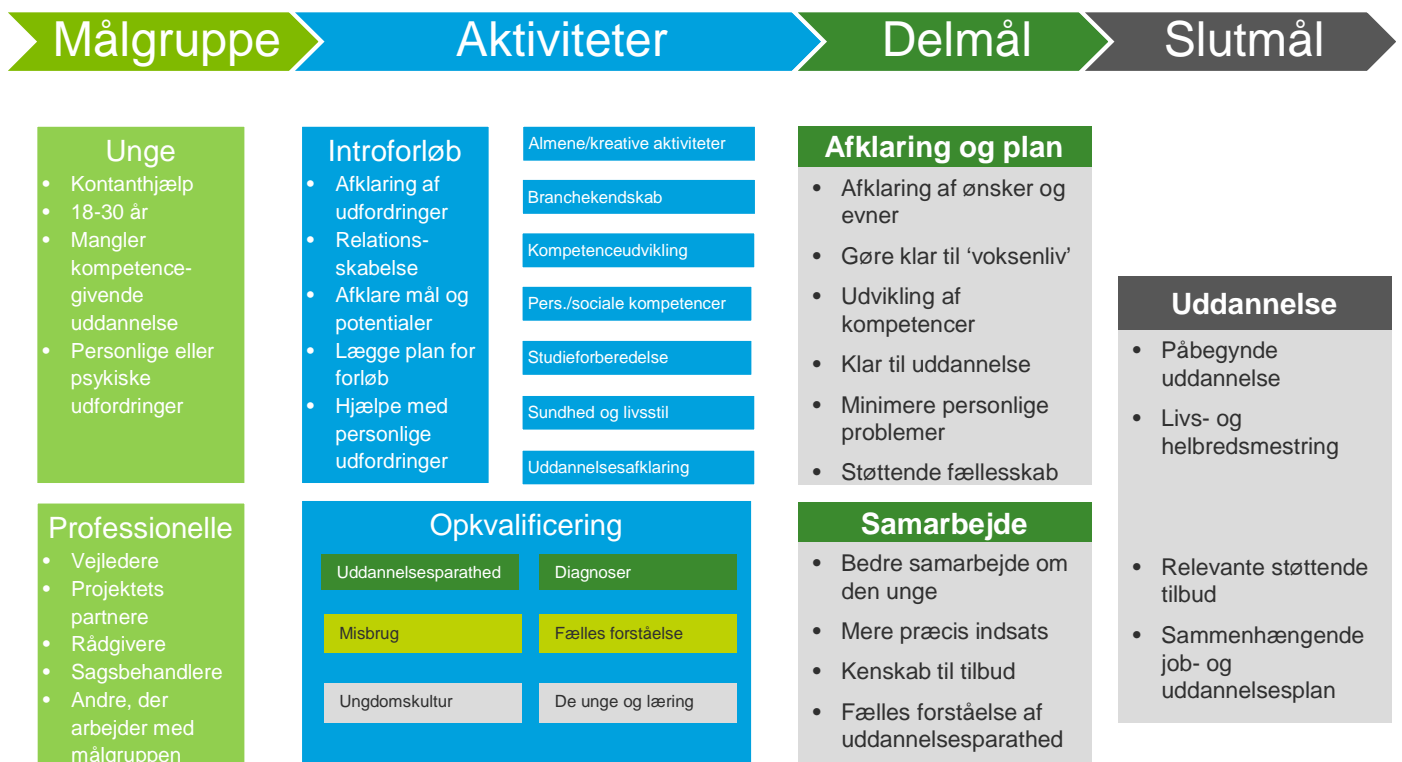 Målgruppe
Aktiviteter
Delmål
Slutmål
Unge
• Kontanthjælp
• 18-30 år
• Mangler
kompetence-
givende
uddannelse
• Personlige eller
psykiske
udfordringer
Introforløb
• Afklaring af
udfordringer
• Relations-
skabelse
• Afklare mål og
potentialer
• Lægge plan for
forløb
• Hjælpe med
personlige
udfordringer
Almene/kreative aktiviteter
Branchekendskab
Kompetenceudvikling
Pers./sociale kompetencer
Studieforberedelse
Sundhed og livsstil
Uddannelsesafklaring
Afklaring og plan
• Afklaring af ønsker og
evner
• Gøre klar til ‘voksenliv’
• Udvikling af
kompetencer
• Klar til uddannelse
• Minimere personlige
problemer
• Støttende fællesskab
Uddannelse
• Påbegynde
uddannelse
• Livs- og
helbredsmestring
• Relevante støttende
tilbud
• Sammenhængende
job- og
uddannelsesplan
Professionelle
• Vejledere
• Projektets
partnere
• Rådgivere
• Sagsbehandlere
• Andre, der
arbejder med
målgruppen
Opkvalificering
Uddannelsesparathed
Diagnoser
Misbrug
Fælles forståelse
Ungdomskultur
De unge og læring
Samarbejde
• Bedre samarbejde om
den unge
• Mere præcis indsats
• Kenskab til tilbud
• Fælles forståelse af
uddannelsesparathed